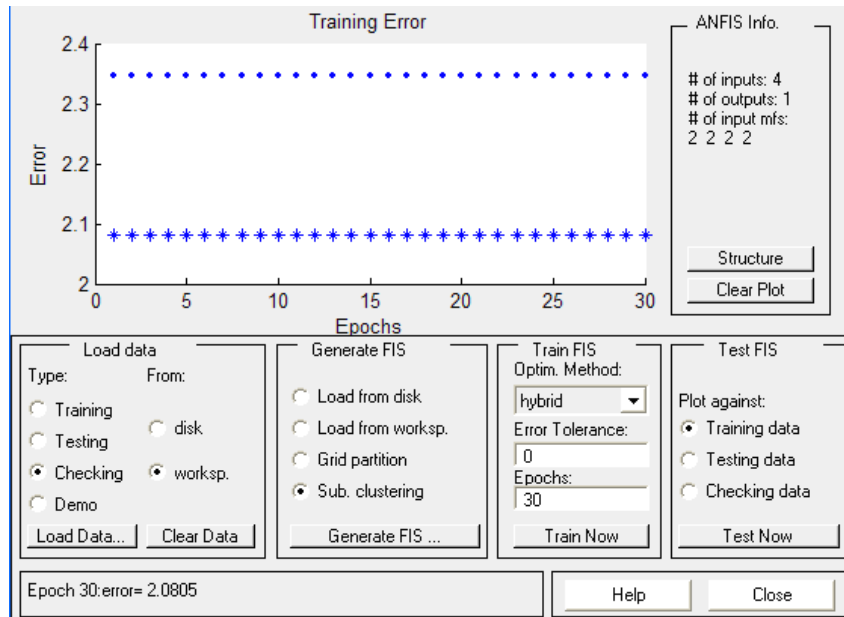 Training Error
Error
2.4
2.3
2.2
2.1
2
0
5
10
15
20
25
30
Epochs
ANFIS Info.
# of inputs: 4
# of outputs: 1
# of input mfs:
2 2 2 2
Structure
Clear Plot
Load data
Type:
From:
Training
Testing
Checking
Demo
disk
worksp.
Load Data...
Clear Data
Generate FIS
Load from disk
Load from worksp.
Grid partition
Sub. clustering
Generate FIS ...
Train FIS
Optim. Method:
hybrid
Error Tolerance:
0
Epochs:
30
Train Now
Test FIS
Plot against:
Training data
Testing data
Checking data
Test Now
Epoch 30:error= 2.0805
Help
Close